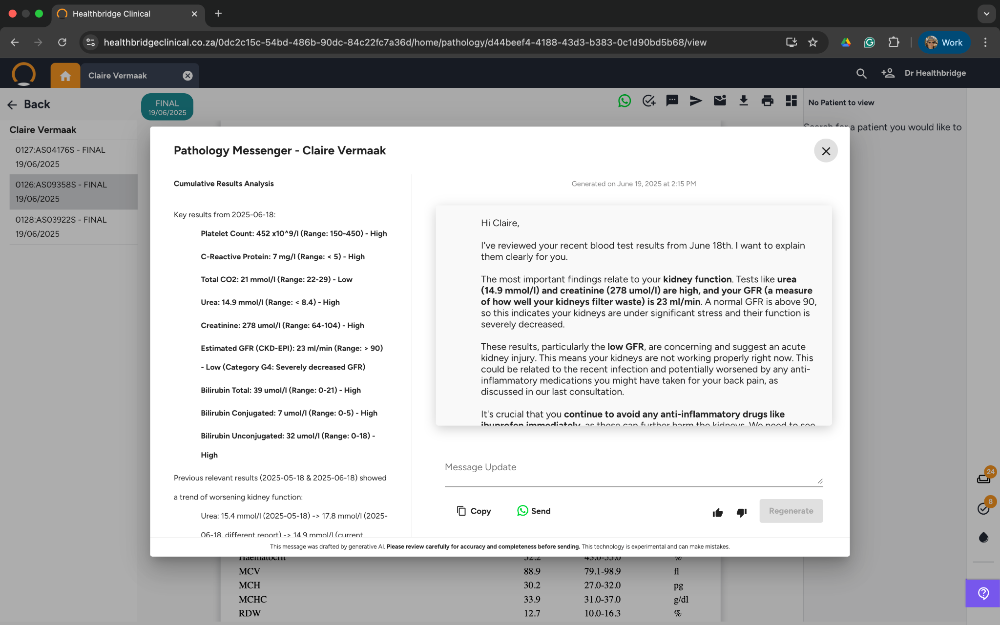 Healthbridge Clinical
healthbridgeclinical.co.za/0dc2c15c-54bd-486b-90dc-84c22fc7a36d/home/pathology/d44beef4-4188-43d3-b383-0c1d90bd5b68/view
Work
Claire Vermaak
Dr Healthbridge
Back
FINAL
19/06/2025
No Patient to view
Search for a patient you would like to
Claire Vermaak
0127:AS04176S - FINAL
19/06/2025
0126:AS09358S - FINAL
19/06/2025
0128:AS03922S - FINAL
19/06/2025
Pathology Messenger - Claire Vermaak
Cumulative Results Analysis
Key results from 2025-06-18:
Platelet Count: 452 x10^9/l (Range: 150-450) - High
C-Reactive Protein: 7 mg/l (Range: < 5) - High
Total CO2: 21 mmol/l (Range: 22-29) - Low
Urea: 14.9 mmol/l (Range: < 8.4) - High
Creatinine: 278 umol/l (Range: 64-104) - High
Estimated GFR (CKD-EPI): 23 ml/min (Range: > 90)
- Low (Category G4: Severely decreased GFR)
Bilirubin Total: 39 umol/l (Range: 0-21) - High
Bilirubin Conjugated: 7 umol/l (Range: 0-5) - High
Bilirubin Unconjugated: 32 umol/l (Range: 0-18) -
High
Previous relevant results (2025-05-18 & 2025-06-18) showed
a trend of worsening kidney function:
Urea: 15.4 mmol/l (2025-05-18) -> 17.8 mmol/l (2025-
06-18, different report) -> 14.9 mmol/l (current
Generated on June 19, 2025 at 2:15 PM
Hi Claire,
I've reviewed your recent blood test results from June 18th. I want to explain
them clearly for you.
The most important findings relate to your kidney function. Tests like urea
(14.9 mmol/l) and creatinine (278 umol/l) are high, and your GFR (a measure
of how well your kidneys filter waste) is 23 ml/min. A normal GFR is above 90,
so this indicates your kidneys are under significant stress and their function is
severely decreased.
These results, particularly the low GFR, are concerning and suggest an acute
kidney injury. This means your kidneys are not working properly right now. This
could be related to the recent infection and potentially worsened by any anti-
inflammatory medications you might have taken for your back pain, as
discussed in our last consultation.
It's crucial that you continue to avoid any anti-inflammatory drugs like
ibuprofen immediately, as these can further harm the kidneys. We need to see
Message Update
Copy
Send
Regenerate
This message was drafted by generative AI. Please review carefully for accuracy and completeness before sending. This technology is experimental and can make mistakes.
24
8
Haematocrit 52.2 43.0-55.0 %
MCV 88.9 79.1-98.9 fl
MCH 30.2 27.0-32.0 pg
MCHC 33.9 31.0-37.0 g/dl
RDW 12.7 10.0-16.3 %